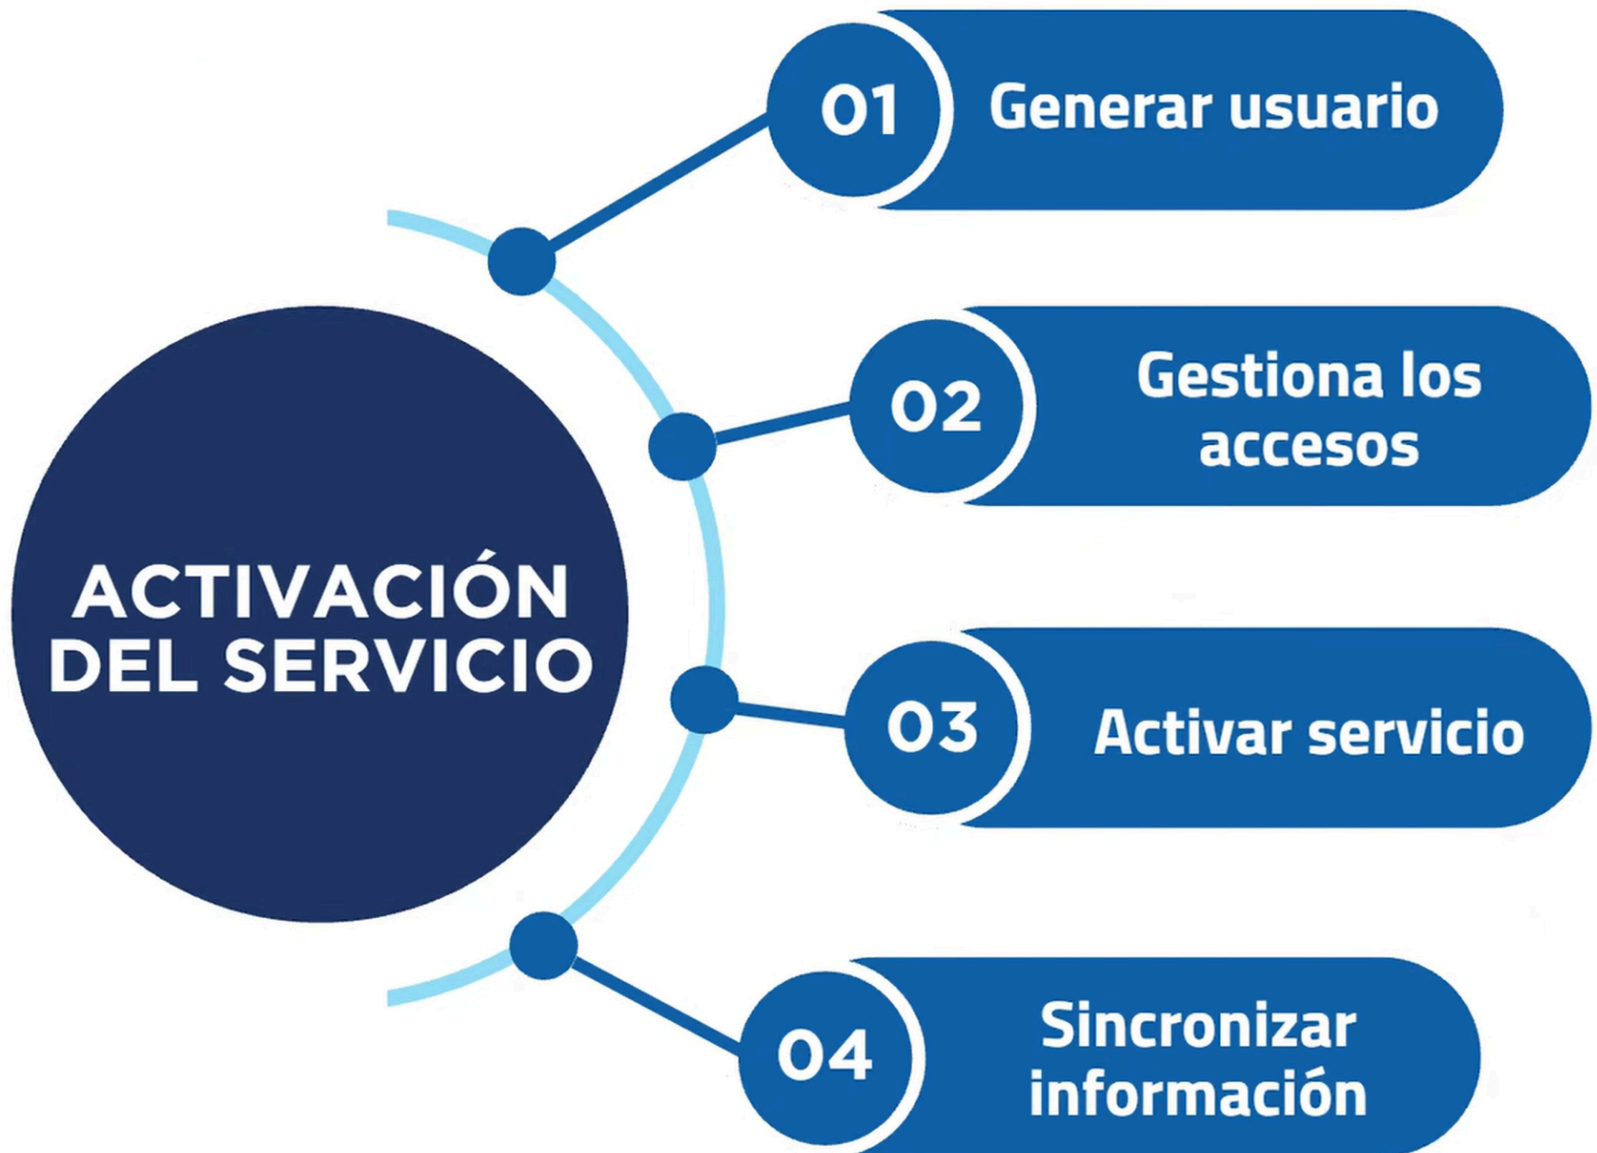 ACTIVACIÓN
DEL SERVICIO
01
Generar usuario
02
Gestiona los
accesos
03
Activar servicio
04
Sincronizar
información